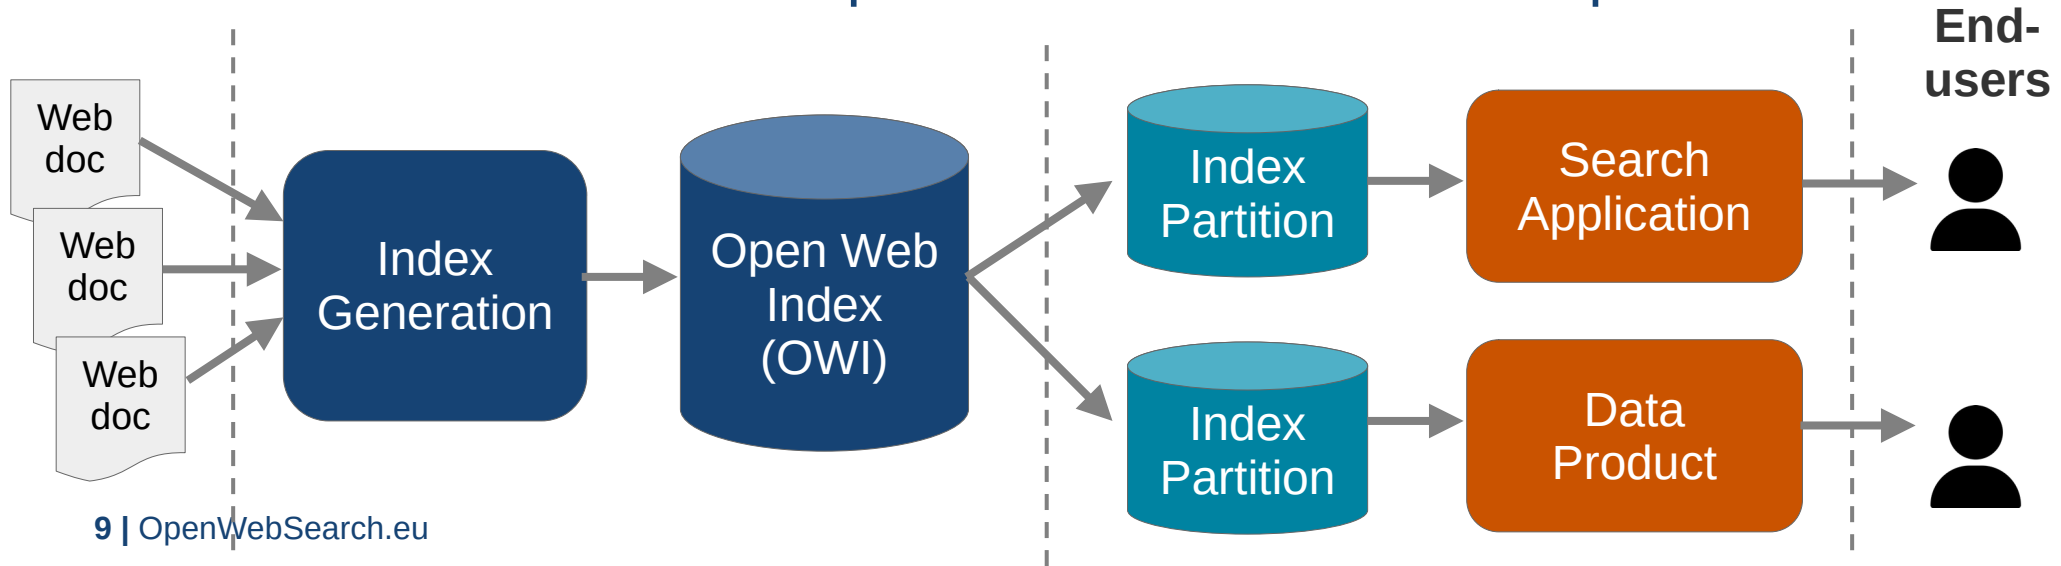 End-
users
Web
doc
Web
doc
Web
doc
Index
Generation
Open Web
Index
(OWI)
Index
Partition
Search
Application
Index
Partition
Data
Product
9 | OpenWebSearch.eu